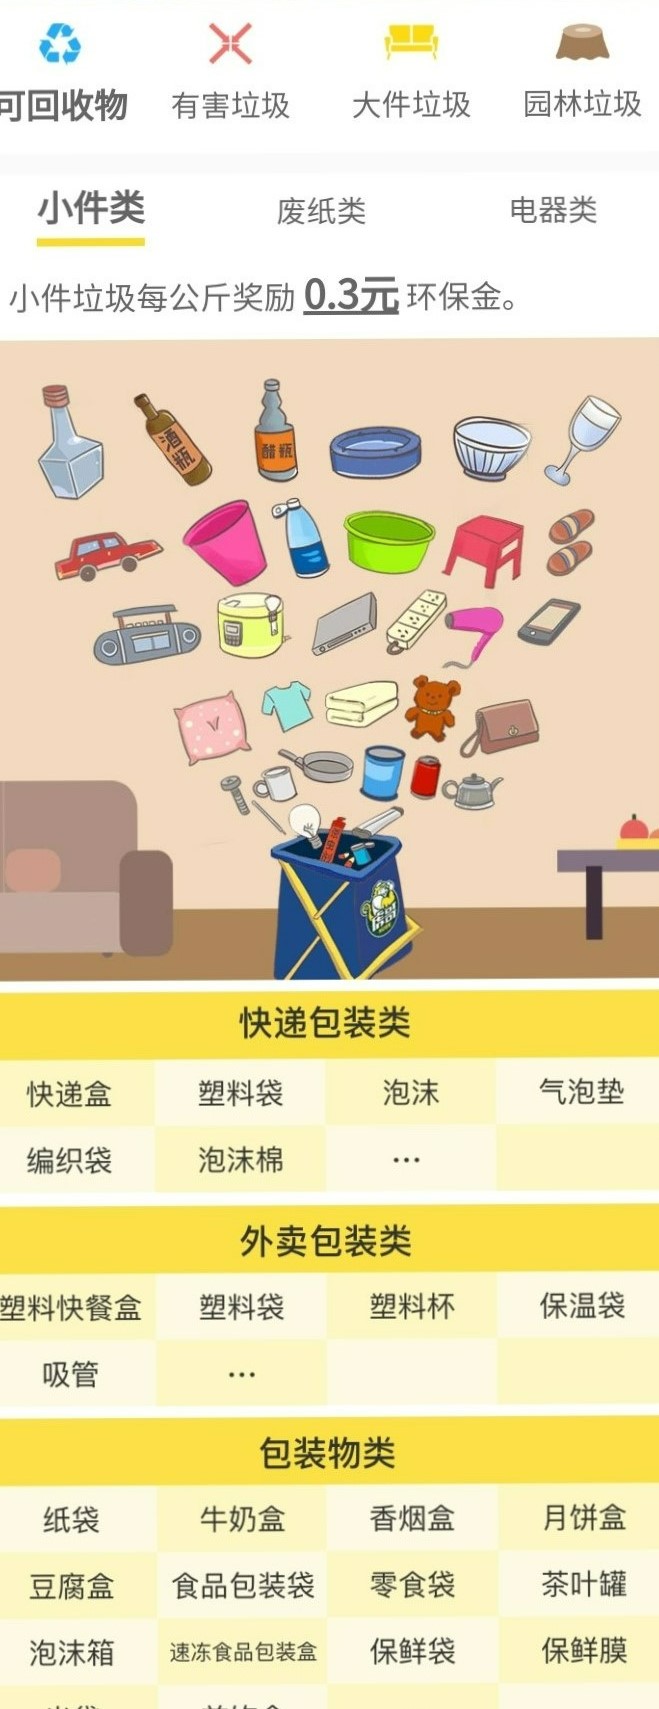 可回收物 有害垃圾 大件垃圾 园林垃圾
小件类 废纸类 电器类
小件垃圾每公斤奖励 0.3元 环保金。
酒瓶
醋瓶
快递包装类
快递盒 塑料袋 泡沫 气泡垫
编织袋 泡沫棉 ...
外卖包装类
塑料快餐盒 塑料袋 塑料杯 保温袋
吸管 ...
包装物类
纸袋 牛奶盒 香烟盒 月饼盒
豆腐盒 食品包装袋 零食袋 茶叶罐
泡沫箱 速冻食品包装盒 保鲜袋 保鲜膜